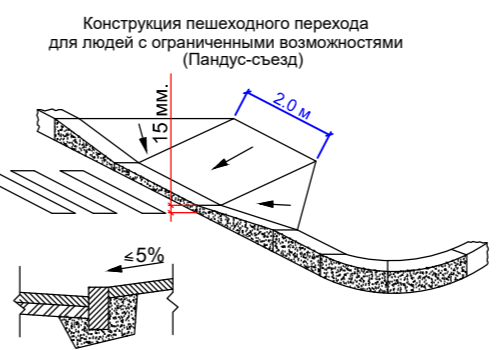 Конструкция пешеходного перехода
для людей с ограниченными возможностями
(Пандус-съезд)
2.0 м
15 мм.
≤5%